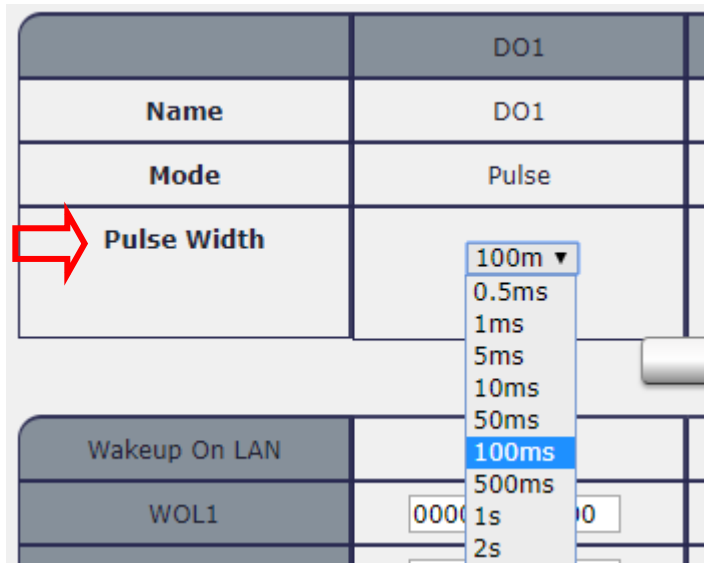 DO1
Name DO1
Mode Pulse
Pulse Width
100m
0.5ms
1ms
5ms
10ms
50ms
Wakeup On LAN 100ms
500ms
WOL1 0000 1s 00
2s